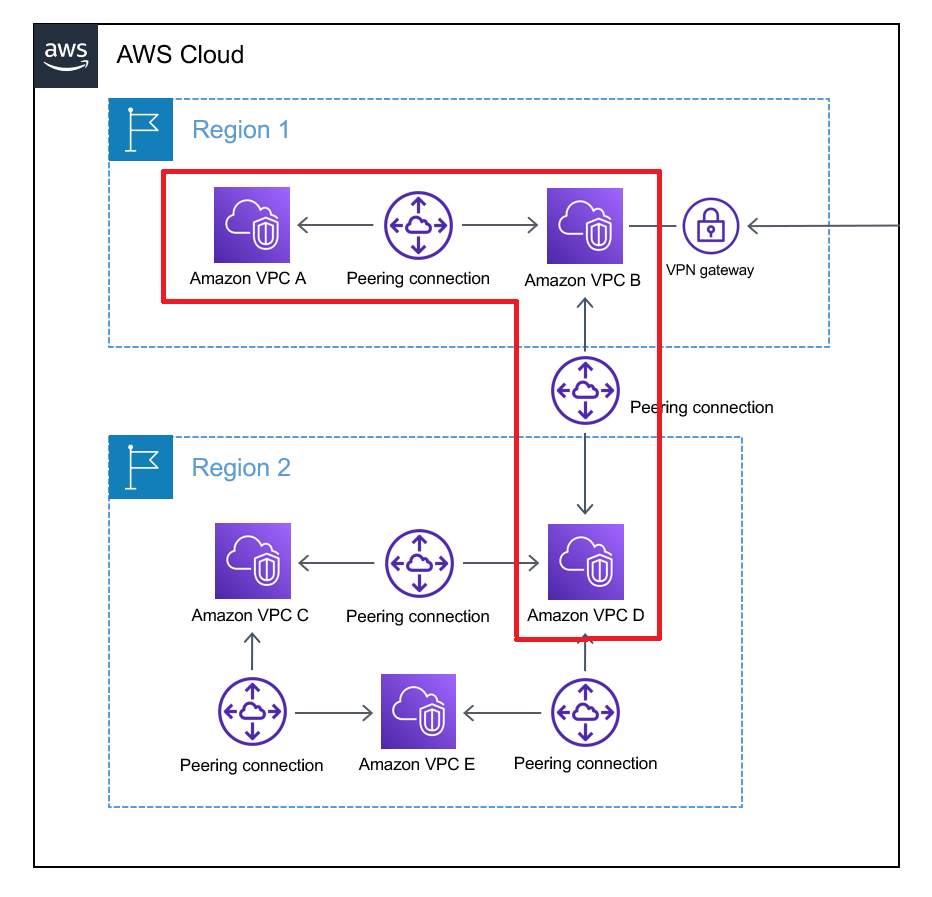 aws
AWS Cloud
Region 1
Amazon VPC A
Peering connection
Amazon VPC B
VPN gateway
Peering connection
Region 2
Amazon VPC C
Peering connection
Amazon VPC D
Peering connection
Amazon VPC E
Peering connection